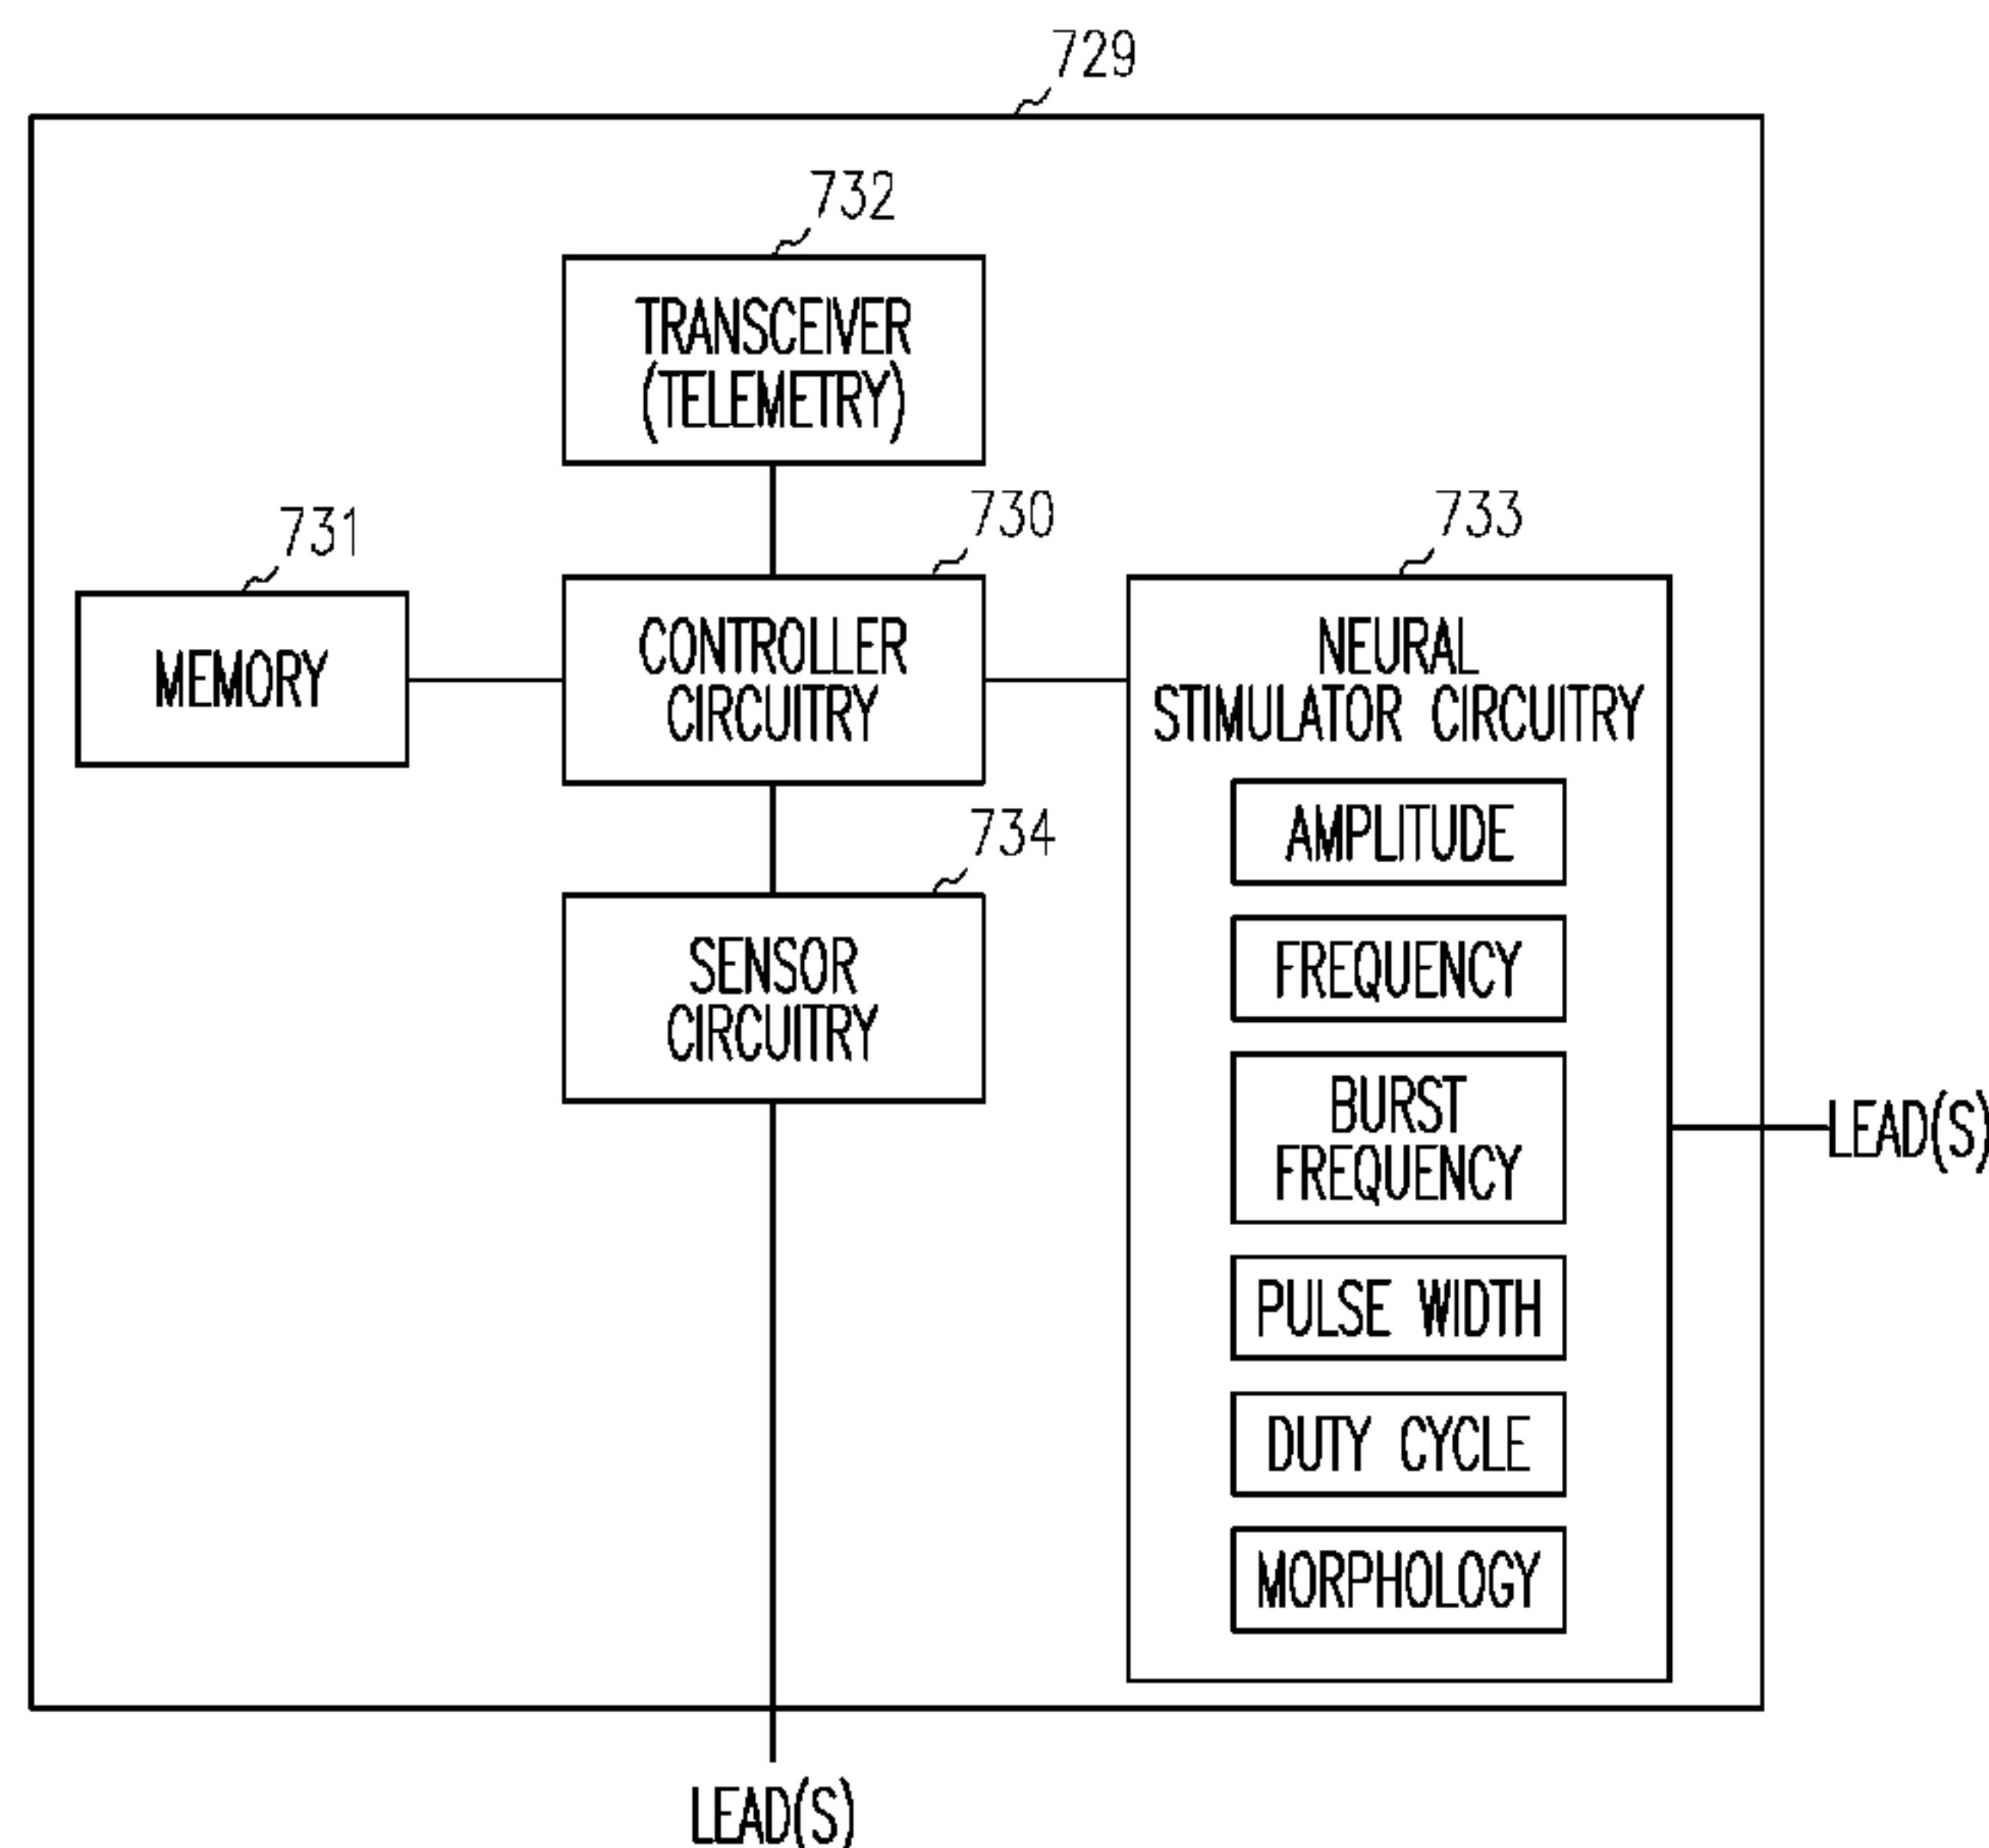 729
732
TRANSCEIVER
(TELEMETRY)
731
730
733
MEMORY
CONTROLLER
CIRCUITRY
NEURAL
STIMULATOR CIRCUITRY
734
SENSOR
CIRCUITRY
AMPLITUDE
FREQUENCY
BURST
FREQUENCY
PULSE WIDTH
DUTY CYCLE
MORPHOLOGY
LEAD(S)
LEAD(S)